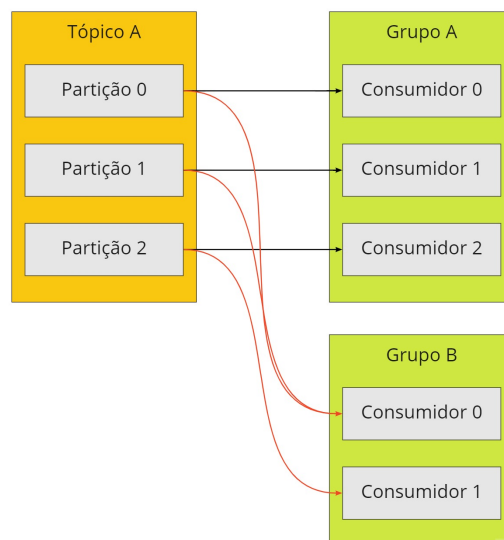 Tópico A
Partição 0
Partição 1
Partição 2
Grupo A
Consumidor 0
Consumidor 1
Consumidor 2
Grupo B
Consumidor 0
Consumidor 1